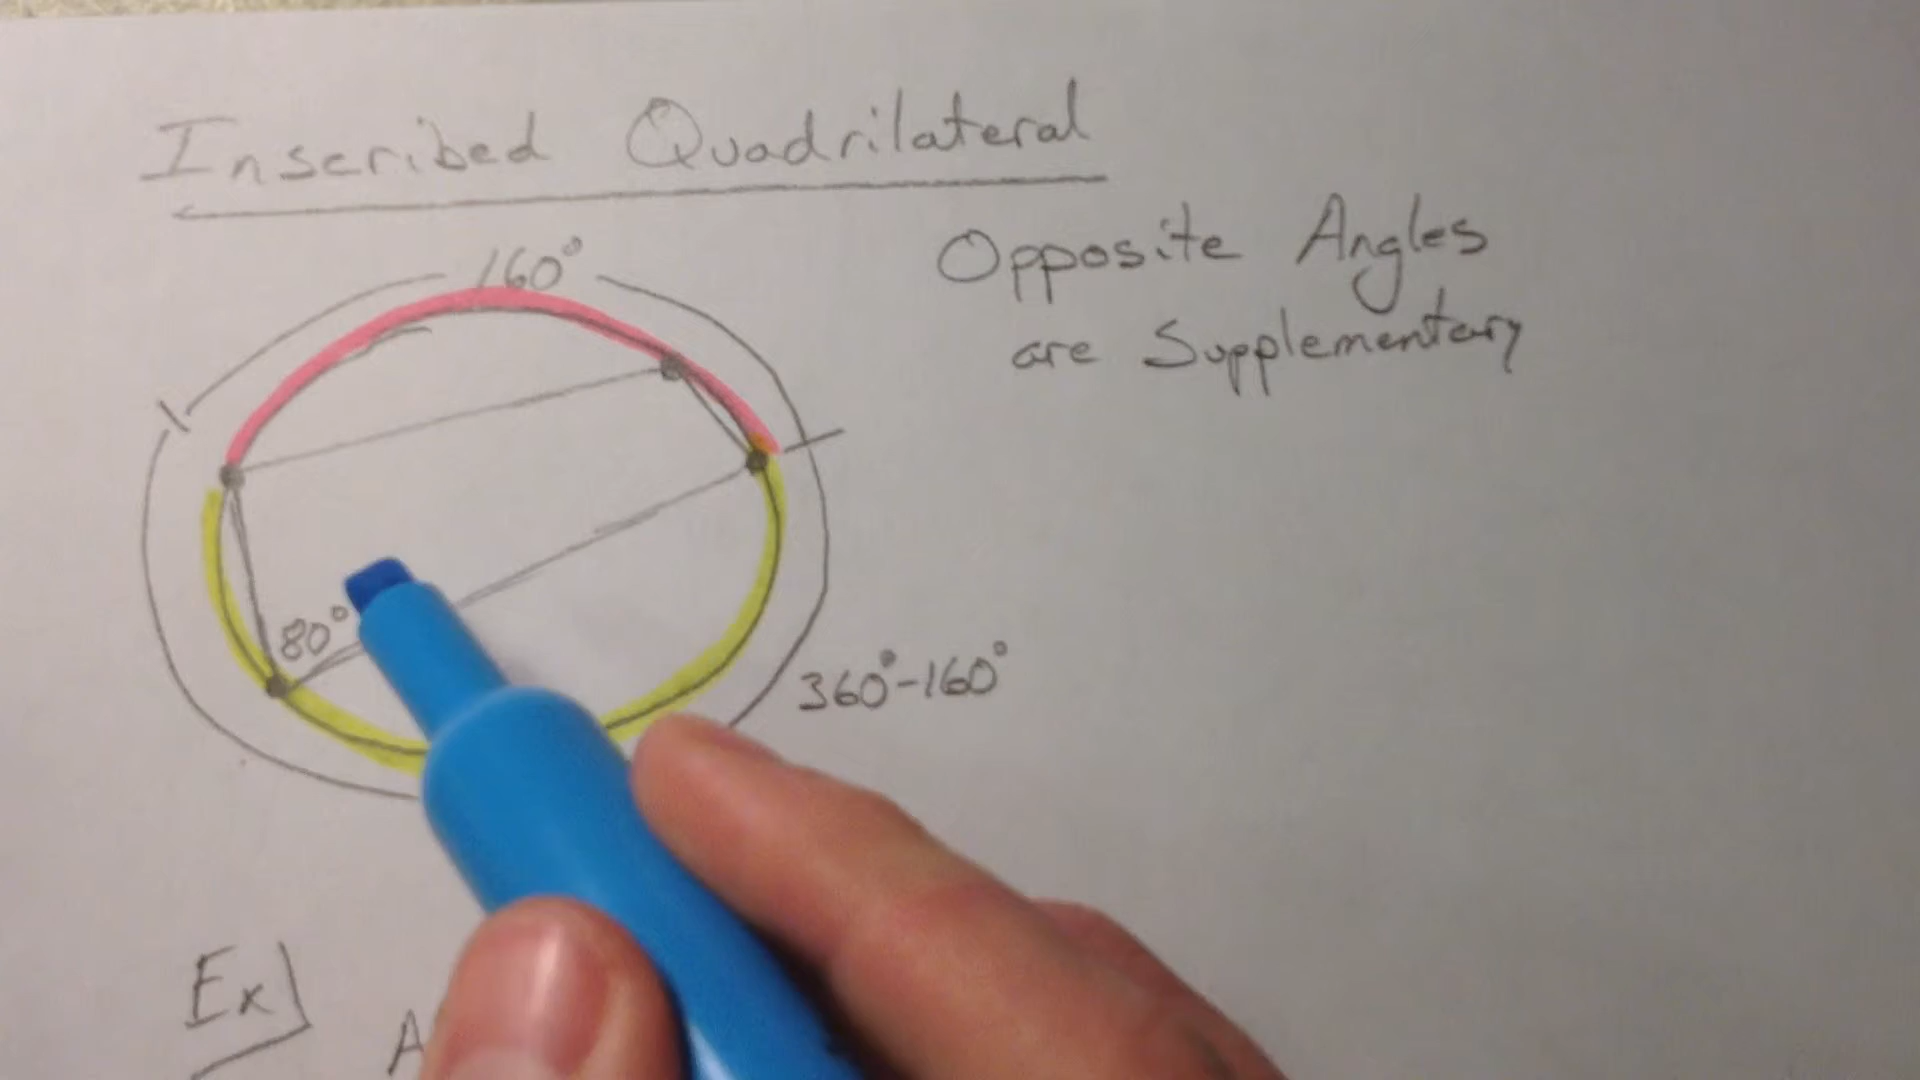 Inscribed Quadrilateral
160°
Opposite Angles
are Supplementary
80°
360°-160°
Ex)
A